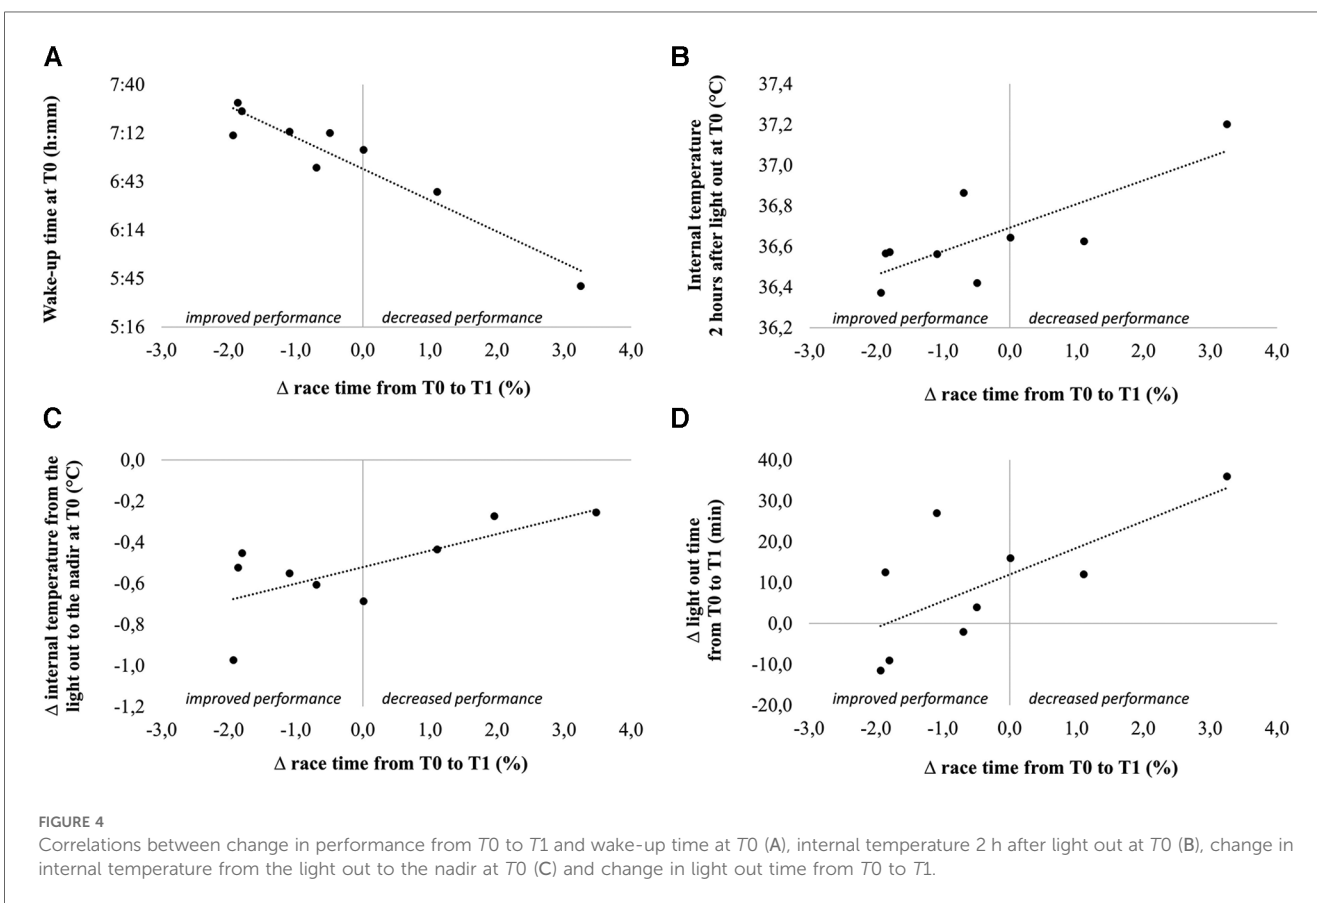 A
Wake-up time at T0 (h:mm)
7:40
7:12
6:43
6:14
5:45
5:16
improved performance
decreased performance
-3,0 -2,0 -1,0 0,0 1,0 2,0 3,0 4,0
Δ race time from T0 to T1 (%)
B
Internal temperature
2 hours after light out at T0 (°C)
37,4
37,2
37,0
36,8
36,6
36,4
36,2
improved performance
decreased performance
-3,0 -2,0 -1,0 0,0 1,0 2,0 3,0 4,0
Δ race time from T0 to T1 (%)
C
Δ internal temperature from the
light out to the nadir at T0 (°C)
0,0
-0,2
-0,4
-0,6
-0,8
-1,0
-1,2
improved performance
decreased performance
-3,0 -2,0 -1,0 0,0 1,0 2,0 3,0 4,0
Δ race time from T0 to T1 (%)
D
Δ light out time
from T0 to T1 (min)
40,0
30,0
20,0
10,0
0,0
-10,0
-20,0
improved performance
decreased performance
-3,0 -2,0 -1,0 0,0 1,0 2,0 3,0 4,0
Δ race time from T0 to T1 (%)
FIGURE 4
Correlations between change in performance from T0 to T1 and wake-up time at T0 (A), internal temperature 2 h after light out at T0 (B), change in
internal temperature from the light out to the nadir at T0 (C) and change in light out time from T0 to T1.